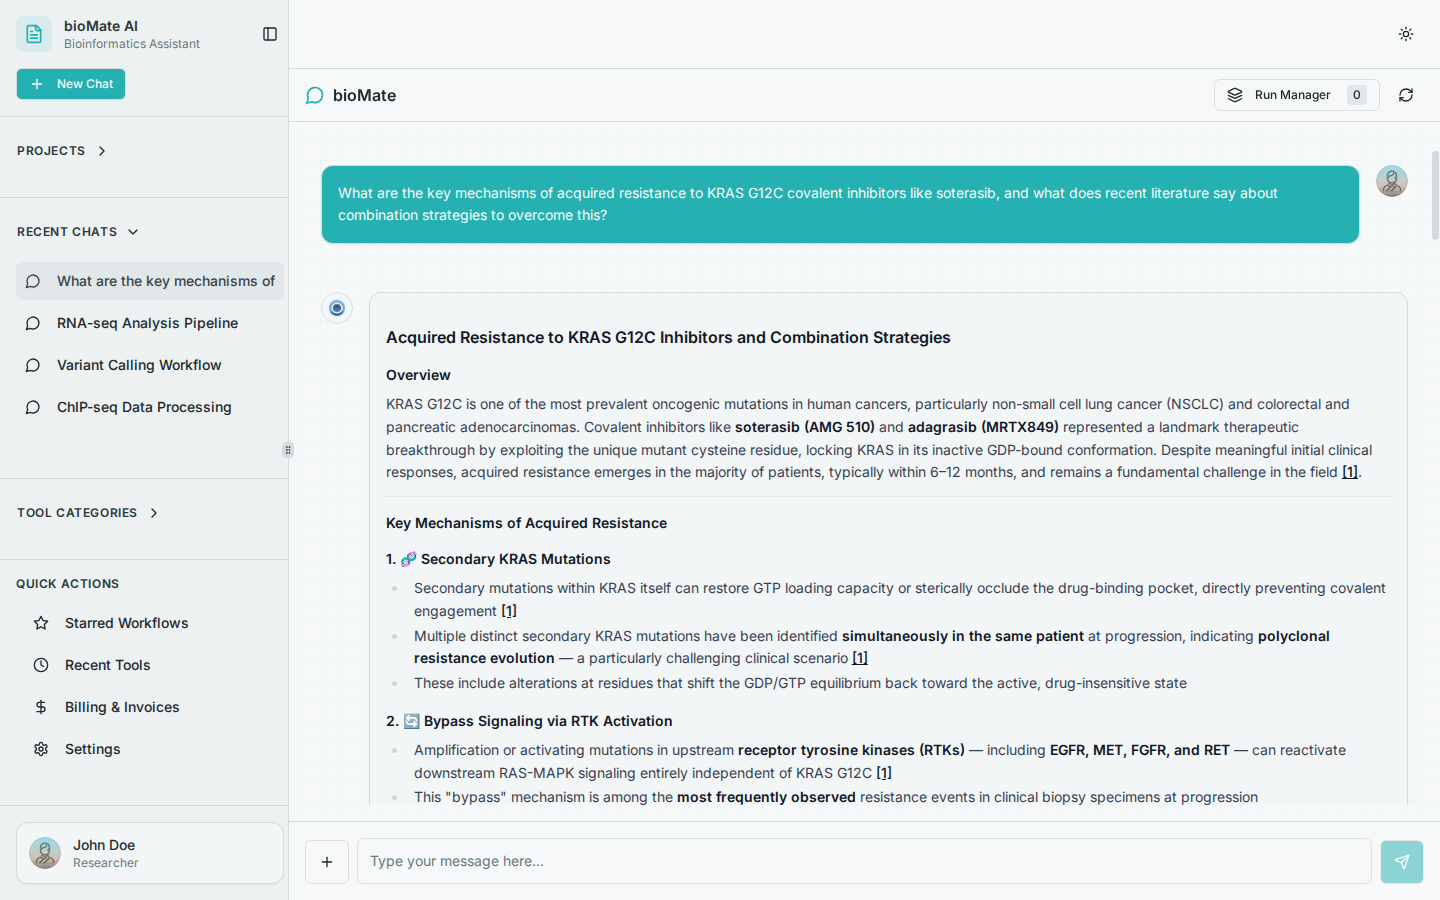 bioMate AI
Bioinformatics Assistant
New Chat
PROJECTS
RECENT CHATS
What are the key mechanisms of
RNA-seq Analysis Pipeline
Variant Calling Workflow
ChIP-seq Data Processing
TOOL CATEGORIES
QUICK ACTIONS
Starred Workflows
Recent Tools
Billing & Invoices
Settings
John Doe
Researcher
bioMate
Run Manager 0
What are the key mechanisms of acquired resistance to KRAS G12C covalent inhibitors like soterasib, and what does recent literature say about
combination strategies to overcome this?
Acquired Resistance to KRAS G12C Inhibitors and Combination Strategies
Overview
KRAS G12C is one of the most prevalent oncogenic mutations in human cancers, particularly non-small cell lung cancer (NSCLC) and colorectal and
pancreatic adenocarcinomas. Covalent inhibitors like soterasib (AMG 510) and adagrasib (MRTX849) represented a landmark therapeutic
breakthrough by exploiting the unique mutant cysteine residue, locking KRAS in its inactive GDP-bound conformation. Despite meaningful initial clinical
responses, acquired resistance emerges in the majority of patients, typically within 6–12 months, and remains a fundamental challenge in the field [1].
Key Mechanisms of Acquired Resistance
1. 🧬 Secondary KRAS Mutations
Secondary mutations within KRAS itself can restore GTP loading capacity or sterically occlude the drug-binding pocket, directly preventing covalent
engagement [1]
Multiple distinct secondary KRAS mutations have been identified simultaneously in the same patient at progression, indicating polyclonal
resistance evolution — a particularly challenging clinical scenario [1]
These include alterations at residues that shift the GDP/GTP equilibrium back toward the active, drug-insensitive state
2. 🔄 Bypass Signaling via RTK Activation
Amplification or activating mutations in upstream receptor tyrosine kinases (RTKs) — including EGFR, MET, FGFR, and RET — can reactivate
downstream RAS-MAPK signaling entirely independent of KRAS G12C [1]
This "bypass" mechanism is among the most frequently observed resistance events in clinical biopsy specimens at progression
Type your message here...